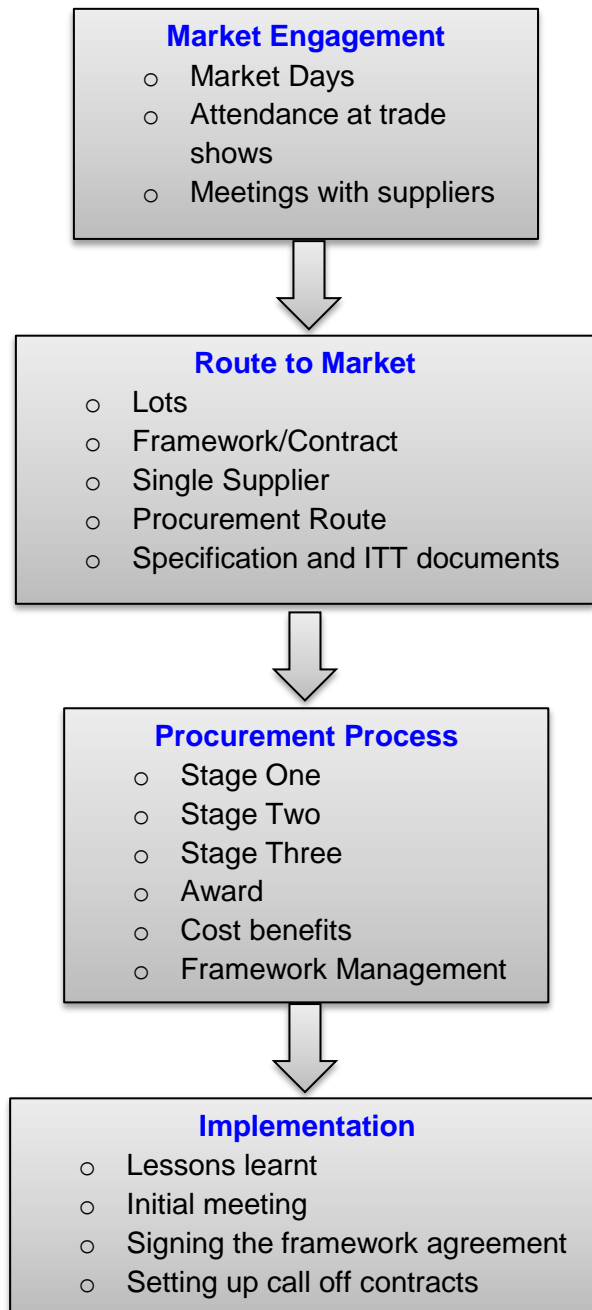 Market Engagement
o Market Days
o Attendance at trade
shows
o Meetings with suppliers
Route to Market
o Lots
o Framework/Contract
o Single Supplier
o Procurement Route
o Specification and ITT documents
Procurement Process
o Stage One
o Stage Two
o Stage Three
o Award
o Cost benefits
o Framework Management
Implementation
o Lessons learnt
o Initial meeting
o Signing the framework agreement
o Setting up call off contracts